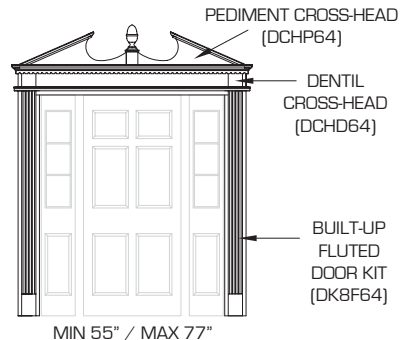 PEDIMENT CROSS-HEAD
(DCHP64)
DENTIL
CROSS-HEAD
(DCHD64)
BUILT-UP
FLUTED
DOOR KIT
(DK8F64)
MIN 55” / MAX 77”